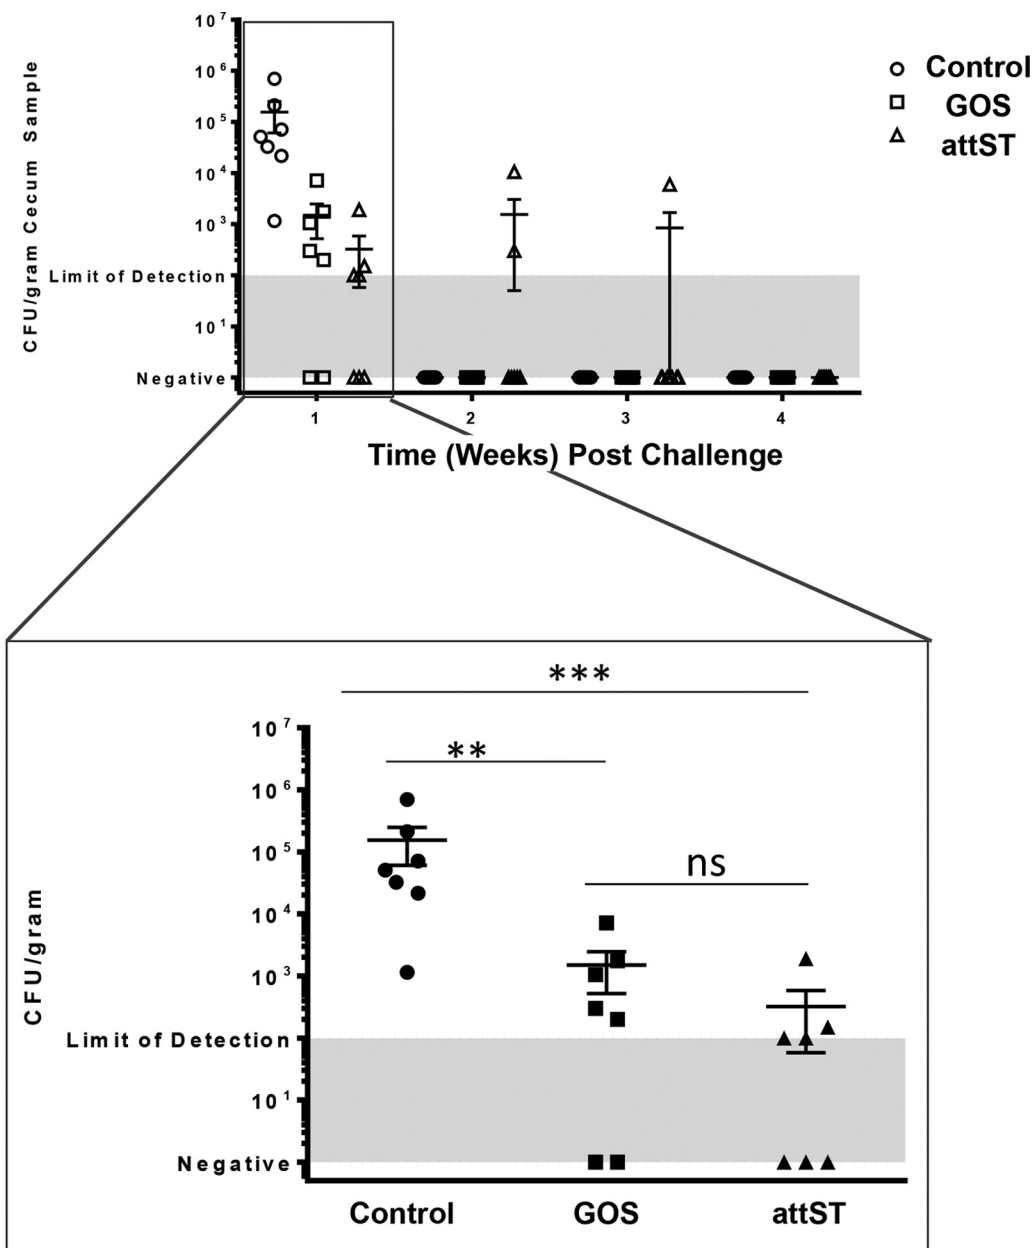 10⁷
10⁶
10⁵
10⁴
10³
Limit of Detection
10¹
Negative
CFU/gram Cecum Sample
Control
GOS
attST
1 2 3 4
Time (Weeks) Post Challenge
***
**
ns
10⁷
10⁶
10⁵
10⁴
10³
Limit of Detection
10¹
Negative
CFU/gram
Control GOS attST